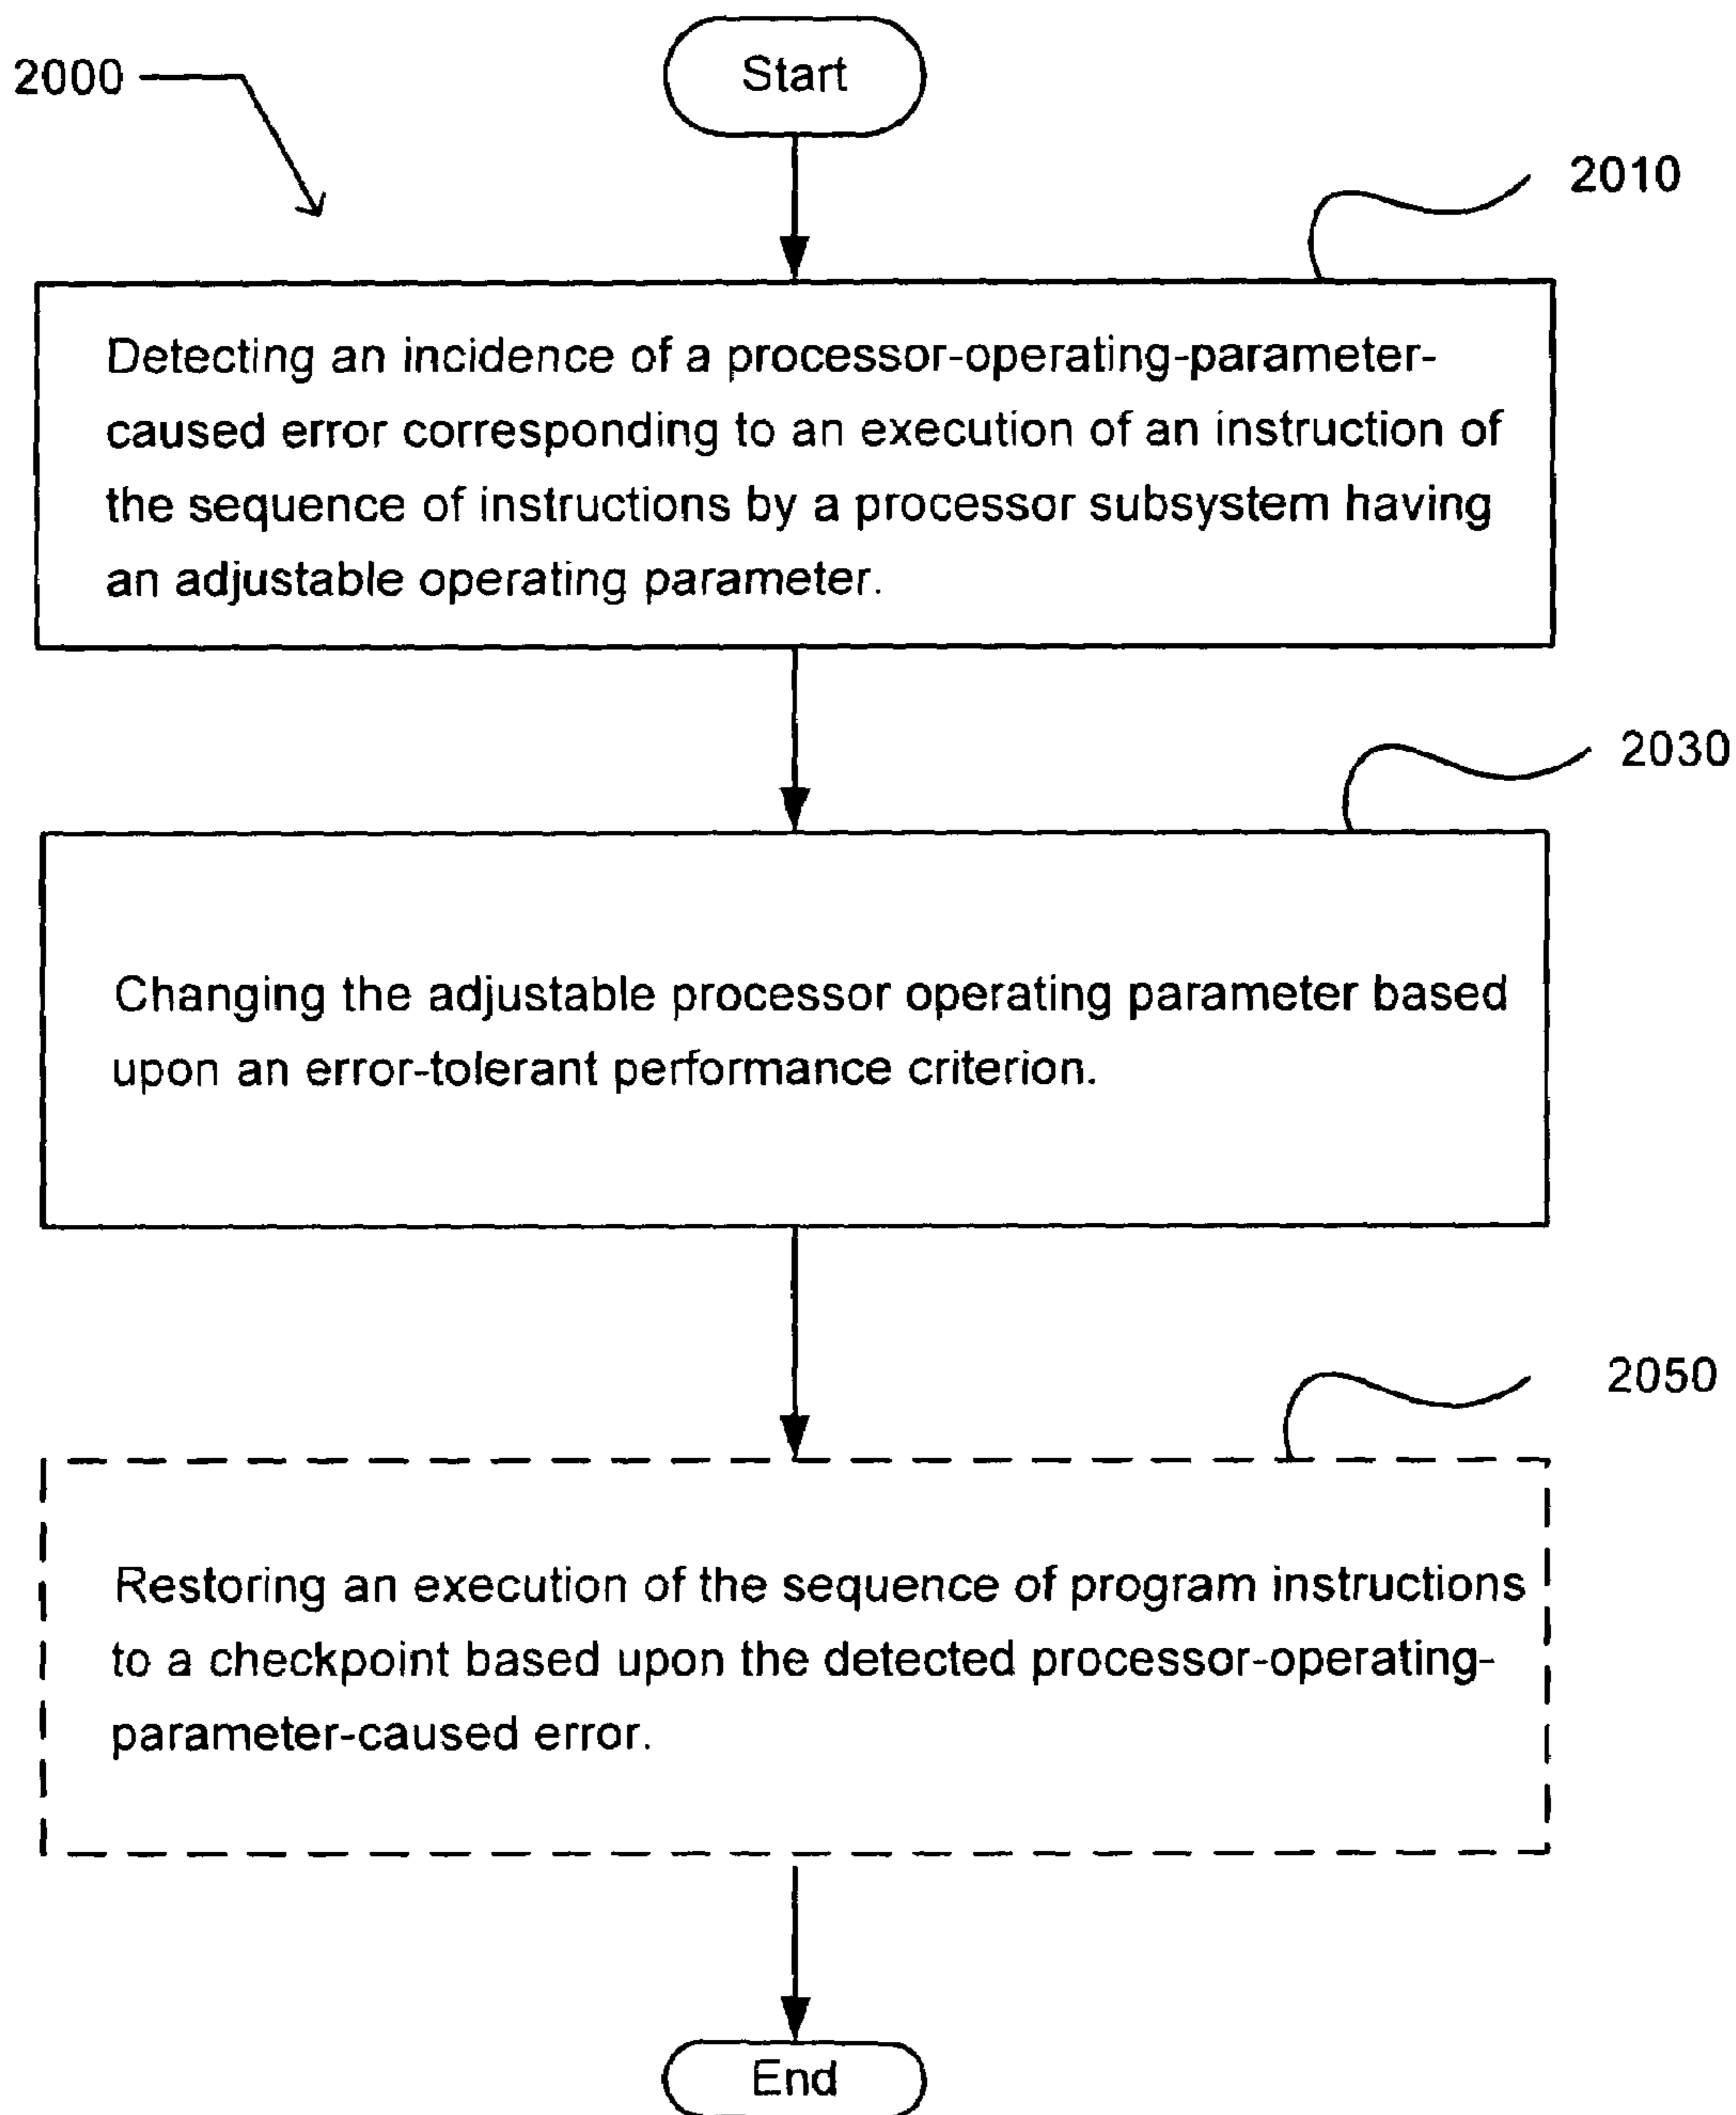 2000
Start
2010
Detecting an incidence of a processor-operating-parameter-
caused error corresponding to an execution of an instruction of
the sequence of instructions by a processor subsystem having
an adjustable operating parameter.
2030
Changing the adjustable processor operating parameter based
upon an error-tolerant performance criterion.
2050
Restoring an execution of the sequence of program instructions
to a checkpoint based upon the detected processor-operating-
parameter-caused error.
End